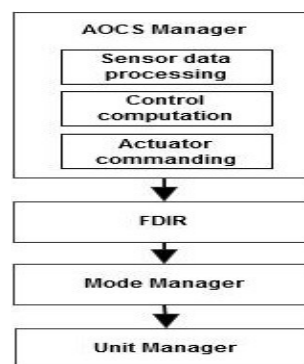 AOCS Manager
Sensor data
processing
Control
computation
Actuator
commanding
FDIR
Mode Manager
Unit Manager